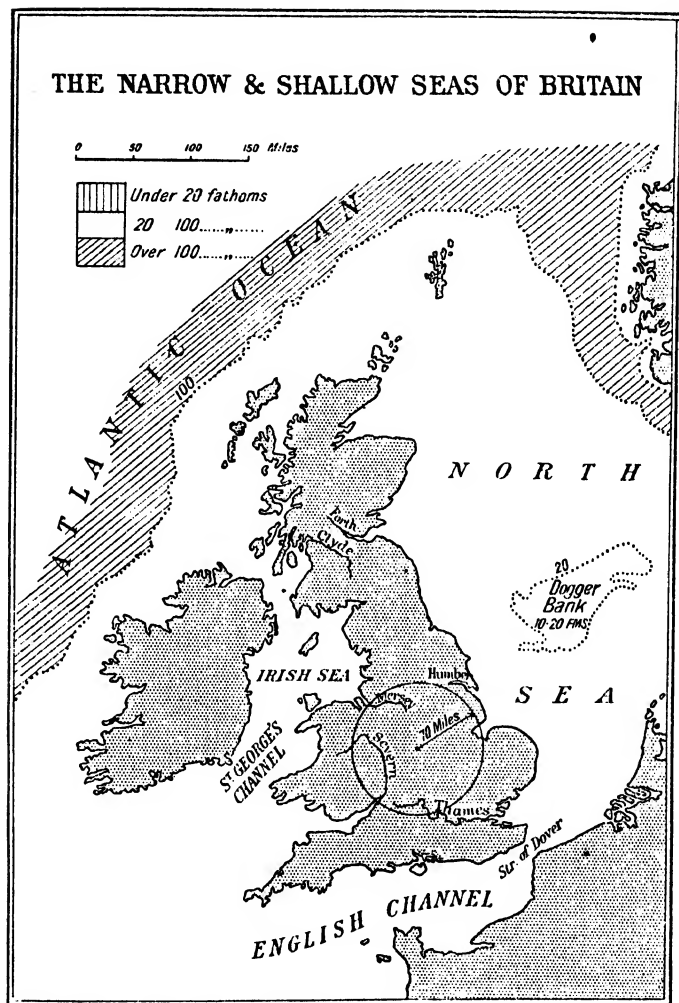 THE NARROW & SHALLOW SEAS OF BRITAIN
0 50 100 150 Miles
Under 20 fathoms
20 100......„......
Over 100......„......
ATLANTIC OCEAN
100
NORTH
SEA
Forth
Clyde
20
Dogger
Bank
10-20 FMS.
IRISH SEA
Humber
Mersey
70 Miles
ST GEORGE'S
CHANNEL
Severn
Thames
Str. of Dover
ENGLISH CHANNEL